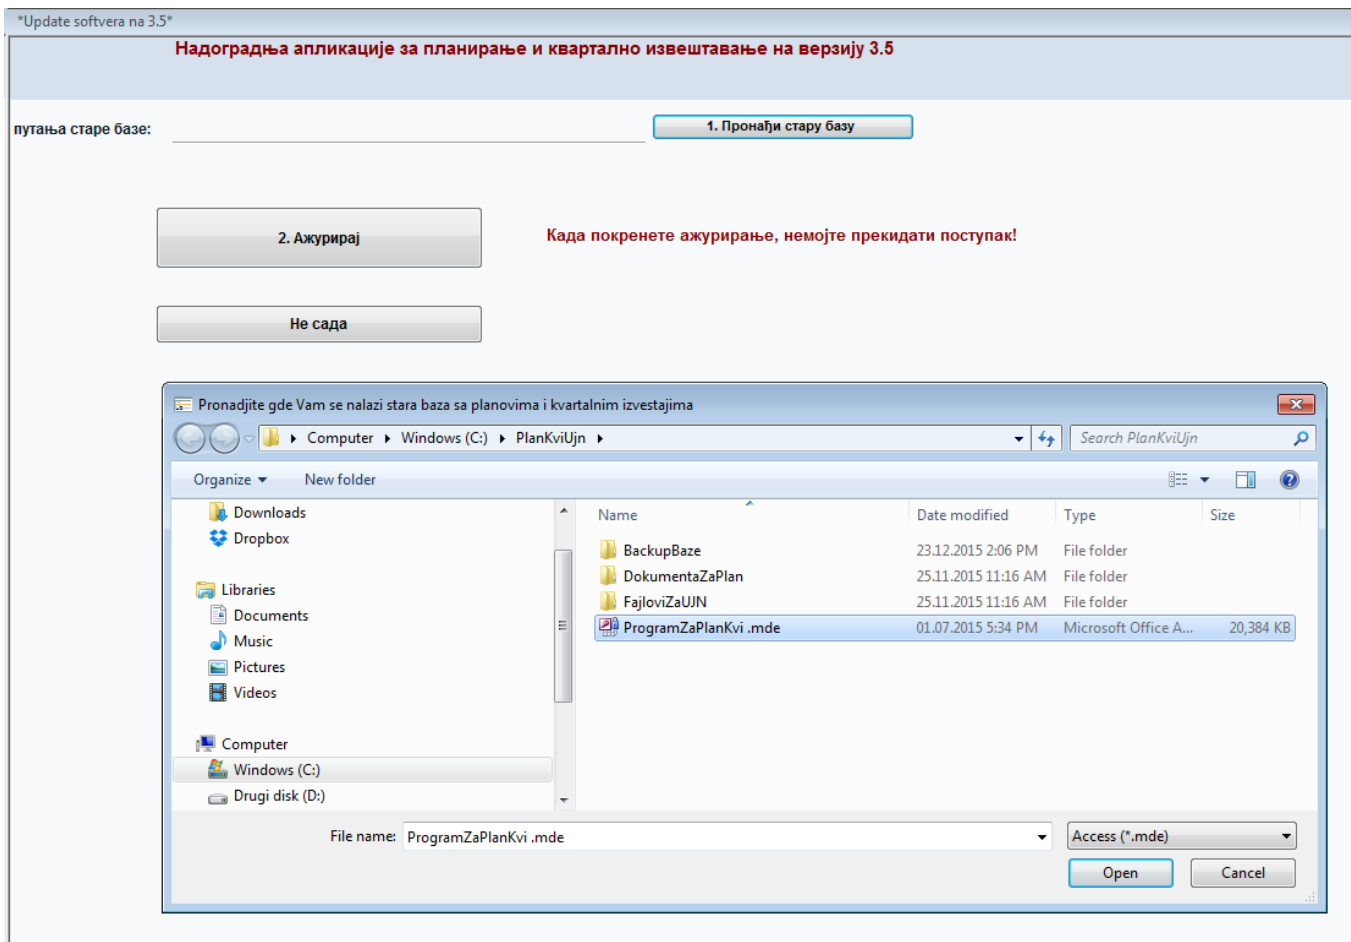 *Update softvera na 3.5*
Надоградња апликације за планирање и квартално извештавање на верзију 3.5
путања старе базе:
1. Пронађи стару базу
2. Ажурирај
Када покренете ажурирање, немојте прекидати поступак!
Не сада
Pronadjite gde Vam se nalazi stara baza sa planovima i kvartalnim izvestajima
Computer Windows (C:) PlanKviUjn
Search PlanKviUjn
Organize New folder
Downloads
Dropbox
Libraries
Documents
Music
Pictures
Videos
Computer
Windows (C:)
Drugi disk (D:)
Name Date modified Type Size
BackupBaze 23.12.2015 2:06 PM File folder
DokumentaZaPlan 25.11.2015 11:16 AM File folder
FajloviZaUJN 25.11.2015 11:16 AM File folder
ProgramZaPlanKvi .mde 01.07.2015 5:34 PM Microsoft Office A... 20,384 KB
File name: ProgramZaPlanKvi .mde
Access (*.mde)
Open Cancel